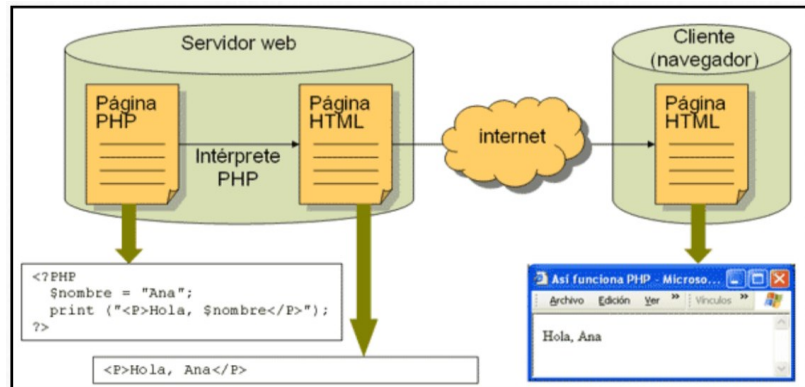 Servidor web
Cliente
(navegador)
Página
PHP
Intérprete
PHP
Página
HTML
internet
Página
HTML
<?PHP
$nombre = "Ana";
print ("<P>Hola, $nombre</P>");
?>
<P>Hola, Ana</P>
Así funciona PHP - Microso...
Archivo Edición Ver » Vínculos »
Hola, Ana